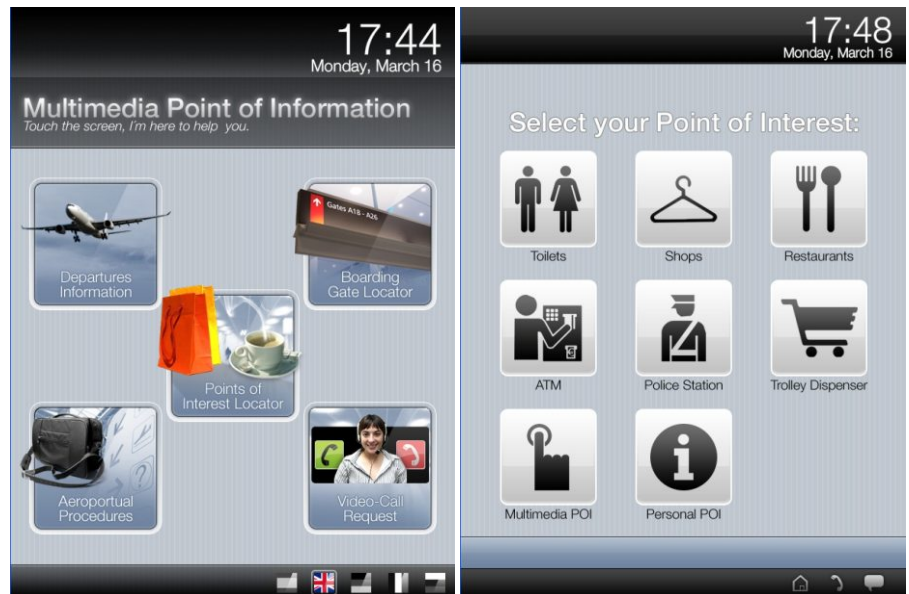 17:44
Monday, March 16
Multimedia Point of Information
Touch the screen, I'm here to help you.
Departures
Information
Gates A18 - A26
Boarding
Gate Locator
Points of
Interest Locator
Aeroportual
Procedures
Video-Call
Request
17:48
Monday, March 16
Select your Point of Interest:
Toilets
Shops
Restaurants
ATM
Police Station
Trolley Dispenser
Multimedia POI
Personal POI